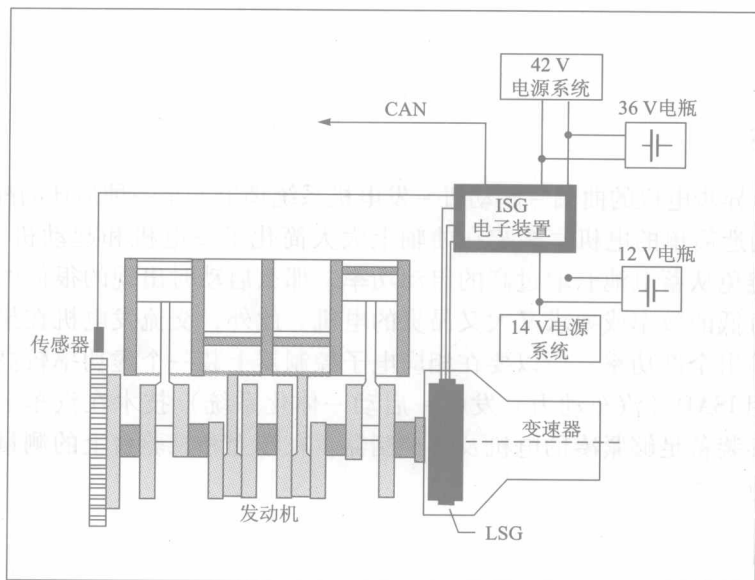 42 V
电源系统
36 V电瓶
CAN
ISG
电子装置
12 V电瓶
14 V电源
系统
传感器
变速器
发动机
LSG